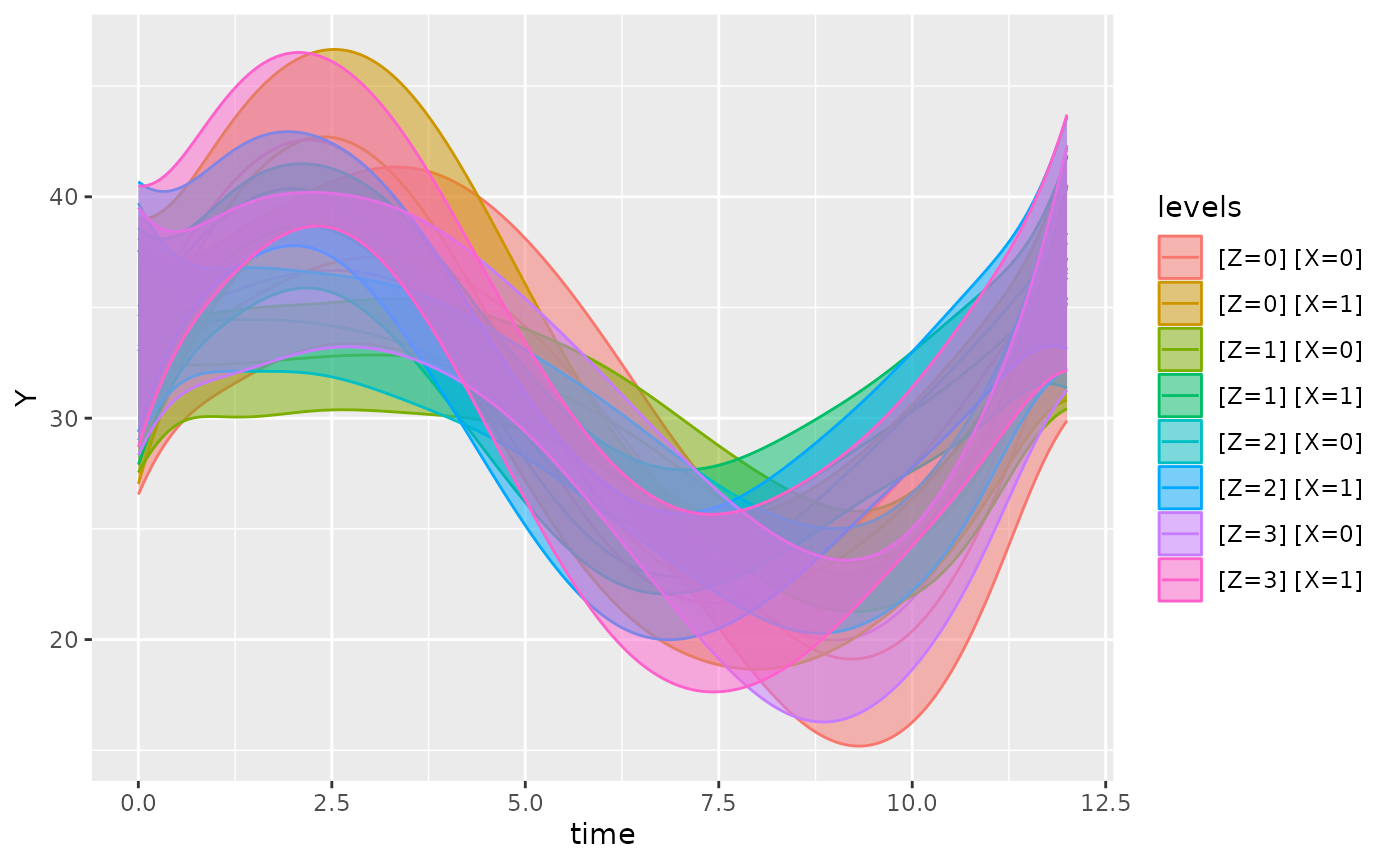 40
30
20
Y
0.0 2.5 5.0 7.5 10.0 12.5
time
levels
[Z=0] [X=0]
[Z=0] [X=1]
[Z=1] [X=0]
[Z=1] [X=1]
[Z=2] [X=0]
[Z=2] [X=1]
[Z=3] [X=0]
[Z=3] [X=1]